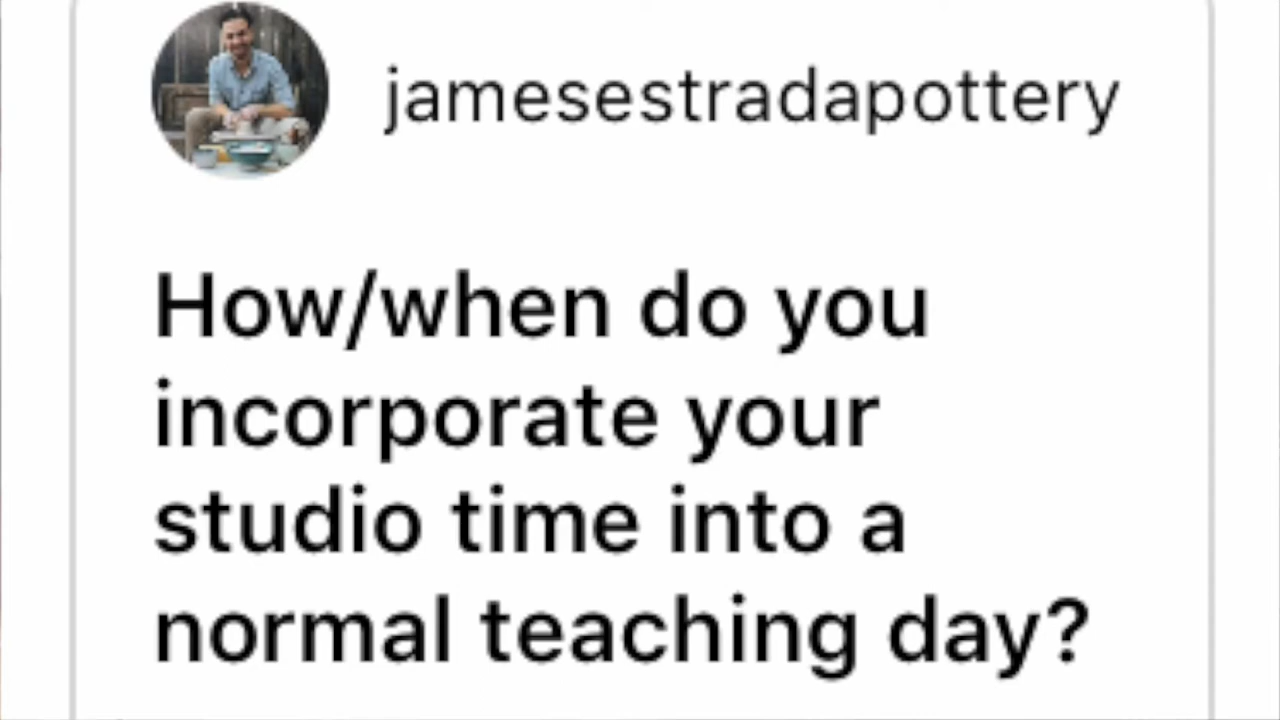 jamesestradapottery
How/when do you
incorporate your
studio time into a
normal teaching day?